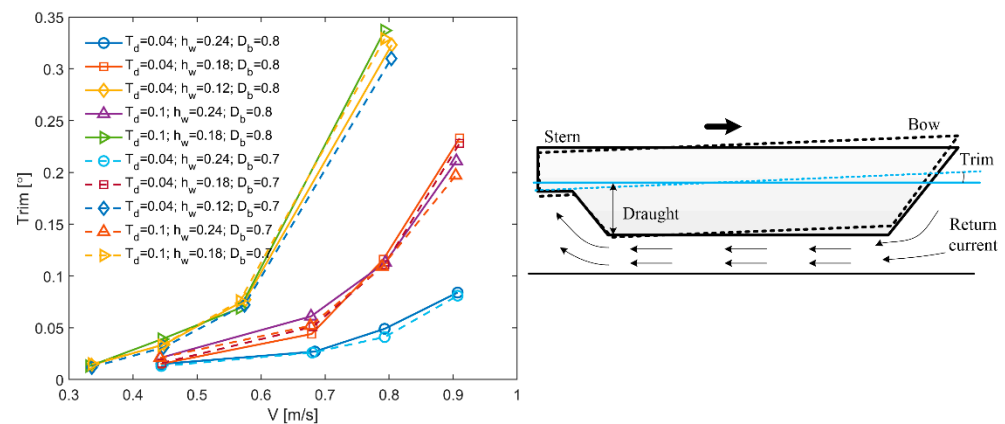 0.35
0.3
0.25
0.2
0.15
0.1
0.05
0
Trim [°]
T_d=0.04; h_w=0.24; D_b=0.8
T_d=0.04; h_w=0.18; D_b=0.8
T_d=0.04; h_w=0.12; D_b=0.8
T_d=0.1; h_w=0.24; D_b=0.8
T_d=0.1; h_w=0.18; D_b=0.8
T_d=0.04; h_w=0.24; D_b=0.7
T_d=0.04; h_w=0.18; D_b=0.7
T_d=0.04; h_w=0.12; D_b=0.7
T_d=0.1; h_w=0.24; D_b=0.7
T_d=0.1; h_w=0.18; D_b=0.7
0.3 0.4 0.5 0.6 0.7 0.8 0.9 1
V [m/s]
Stern
Bow
Trim
Draught
Return
current